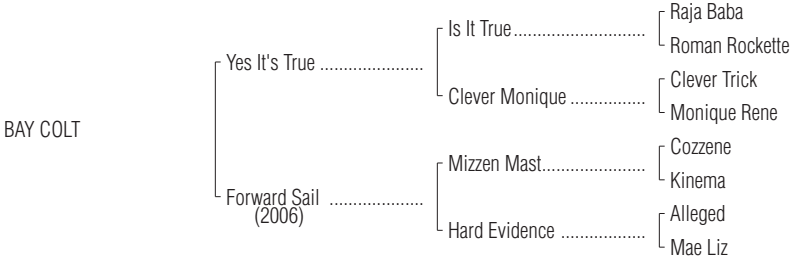 Raja Baba
Is It True............................
Roman Rockette
Yes It's True ......................
Clever Trick
Clever Monique ................
Monique Rene
BAY COLT
Cozzene
Mizzen Mast......................
Kinema
Forward Sail ....................
(2006)
Alleged
Hard Evidence ..................
Mae Liz